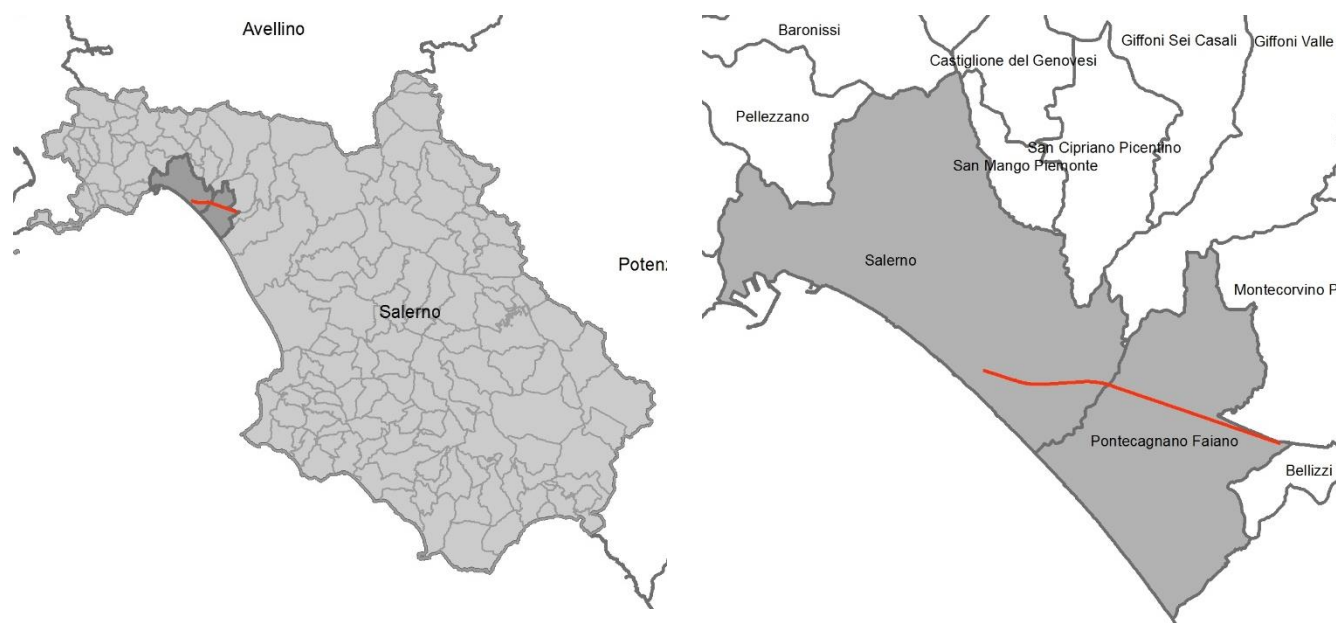 Avellino
Poten
Salerno
Baronissi
Giffoni Sei Casali
Giffoni Valle
Castiglione del Genovesi
Pellezzano
San Cipriano Picentino
San Mango Piemonte
Salerno
Montecorvino P
Pontecagnano Faiano
Bellizzi